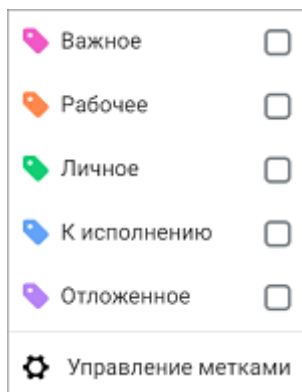 Важное
Рабочее
Личное
К исполнению
Отложенное
Управление метками